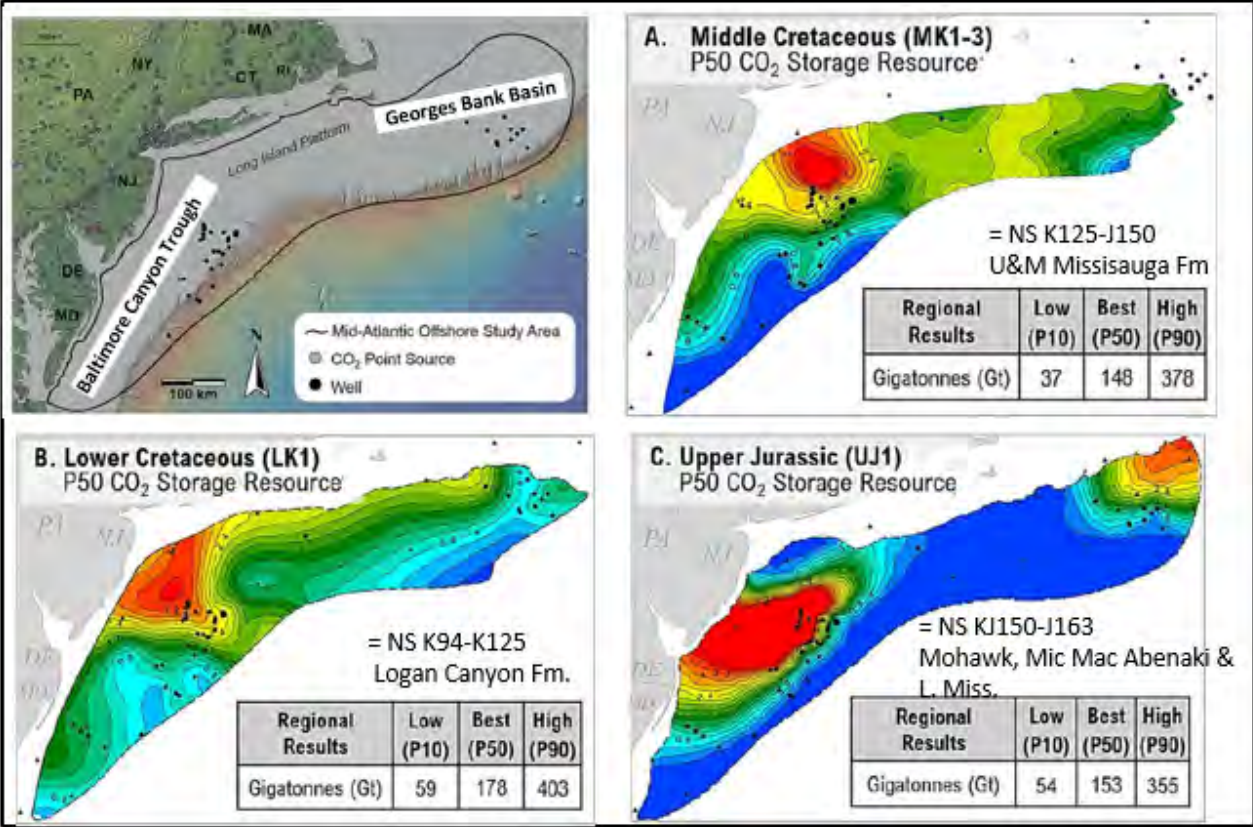 MA
NY
CT
RI
PA
Georges Bank Basin
Long Island Platform
NJ
Baltimore Canyon Trough
DE
MD
N
100 km
Mid-Atlantic Offshore Study Area
CO₂ Point Source
Well
A. Middle Cretaceous (MK1-3)
P50 CO₂ Storage Resource
PA
NJ
DE
= NS K125-J150
U&M Missisauga Fm
Regional Results Low (P10) Best (P50) High (P90)
Gigatonnes (Gt) 37 148 378
B. Lower Cretaceous (LK1)
P50 CO₂ Storage Resource
PA
NJ
DE
= NS K94-K125
Logan Canyon Fm.
Regional Results Low (P10) Best (P50) High (P90)
Gigatonnes (Gt) 59 178 403
C. Upper Jurassic (UJ1)
P50 CO₂ Storage Resource
PA
NJ
DE
= NS KJ150-J163
Mohawk, Mic Mac Abenaki &
L. Miss.
Regional Results Low (P10) Best (P50) High (P90)
Gigatonnes (Gt) 54 153 355